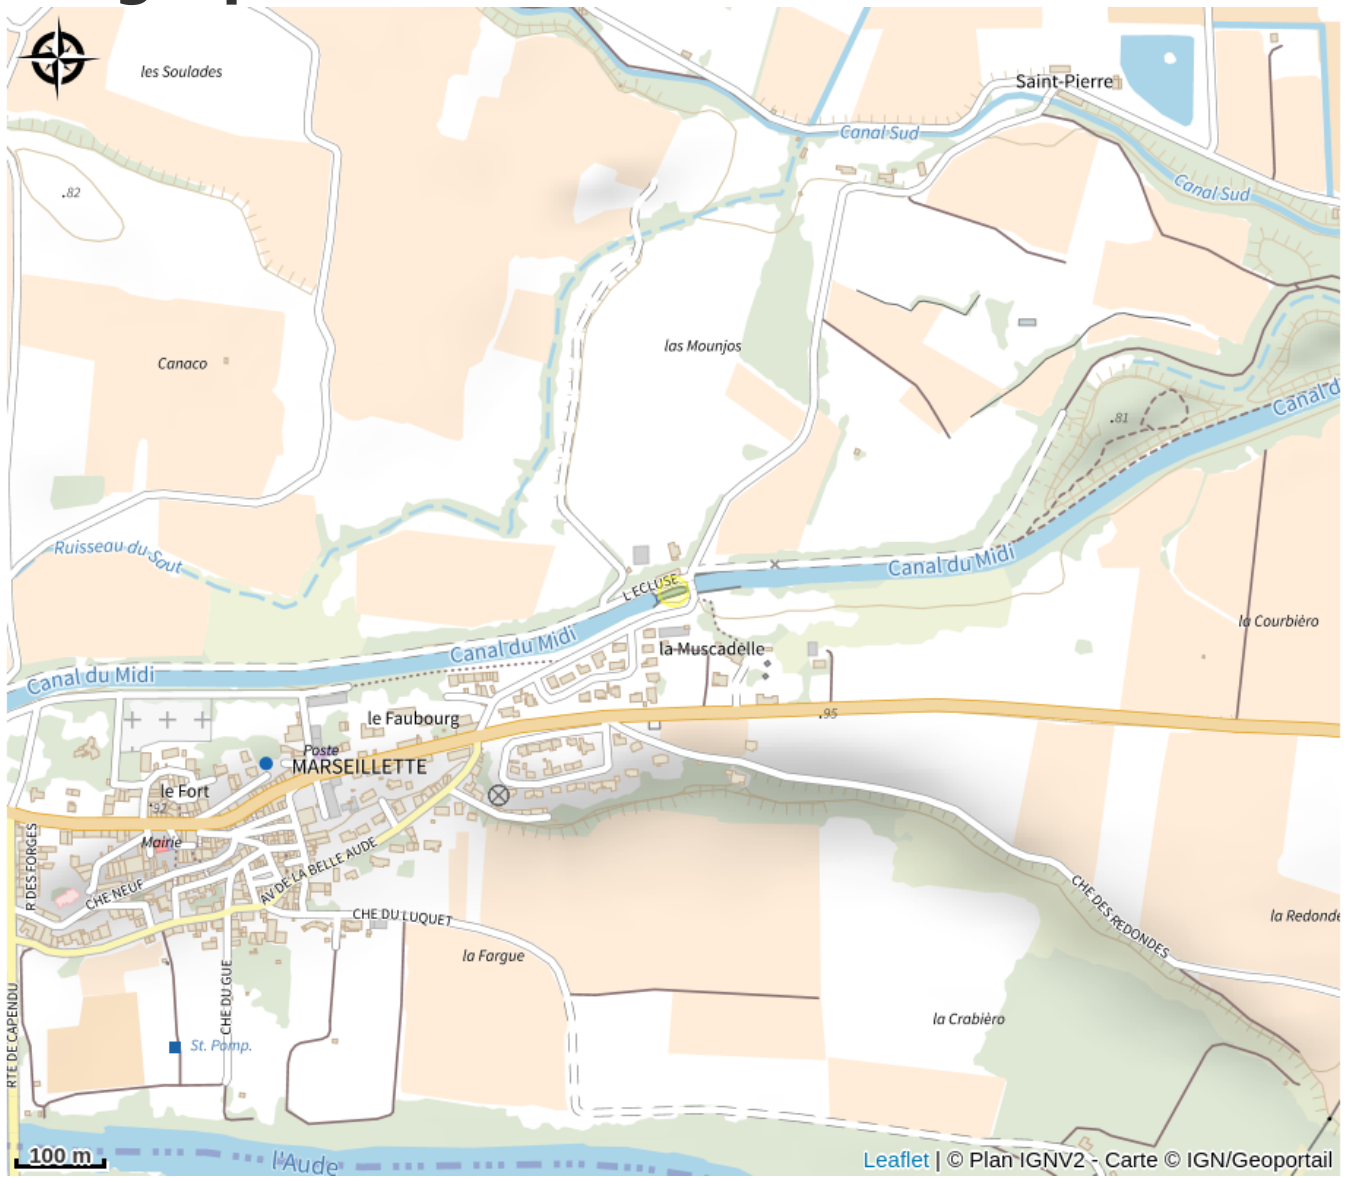 les Soulades
Saint-Pierre
Canal Sud
Canal Sud
.82
las Mounjos
Canaco
Canal d
.81
Ruisseau du Saut
Canal du Midi
L'ECLUSE
la Courbièro
Canal du Midi
la Muscadelle
Canal du Midi
le Faubourg
.95
Poste
MARSEILLETTE
le Fort
.92
Mairie
R DES FORGES
AV DE LA BELLE AUDE
CHE NEUF
CHE DES REDONDES
CHE DU LUQUET
la Redonde
la Fargue
CHE DU GUE
RTE DE CAPENDU
la Crabièro
St. Pomp.
100 m
l'Aude
Leaflet | © Plan IGNV2 - Carte © IGN/Geoportail